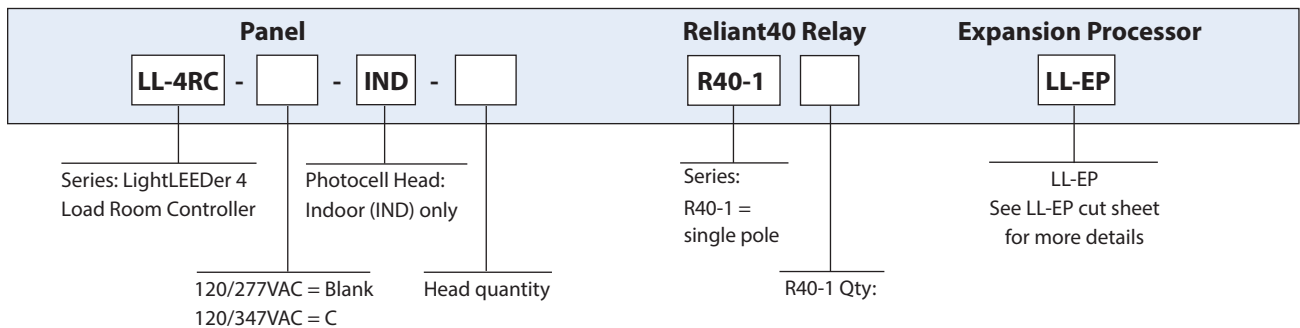 Panel
Reliant40 Relay
Expansion Processor
LL-4RC - - IND -
R40-1
LL-EP
Series: LightLEEDer 4
Load Room Controller
Photocell Head:
Indoor (IND) only
Series:
R40-1 =
single pole
LL-EP
See LL-EP cut sheet
for more details
120/277VAC = Blank
120/347VAC = C
Head quantity
R40-1 Qty: